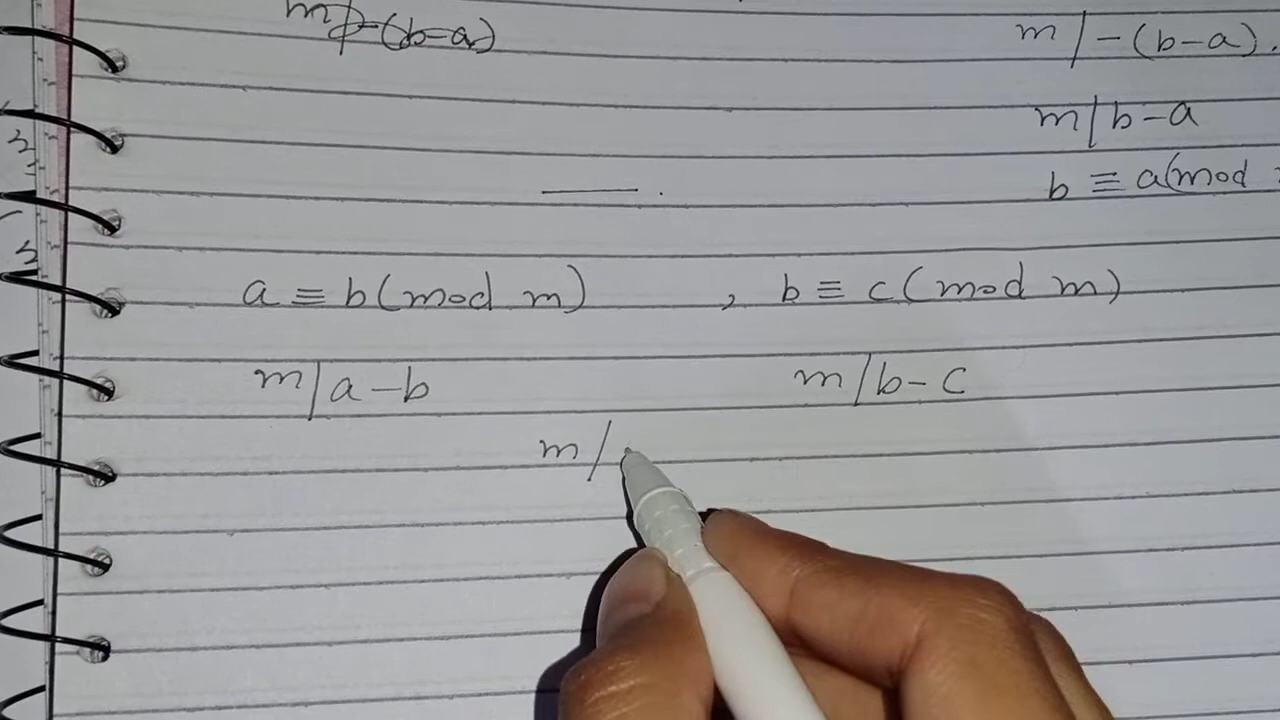 m -(b-a) m | -(b-a).
m | b-a
b ≡ a(mod
a ≡ b(mod m) , b ≡ c(mod m)
m | a-b m | b-c
m |